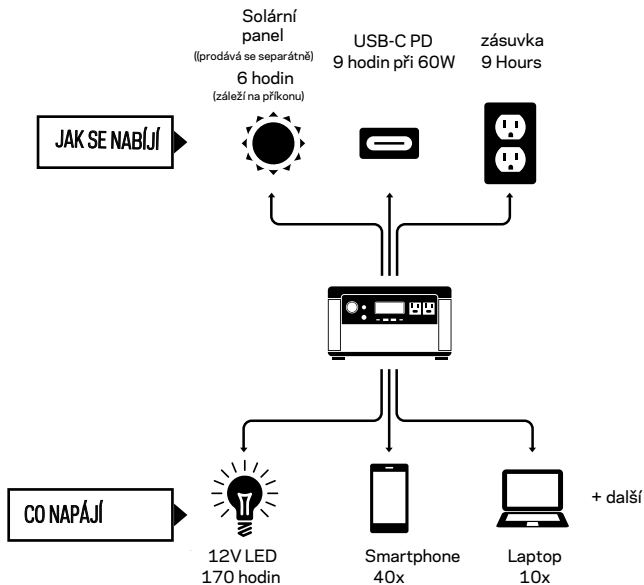 Solární
panel
((prodává se separátně)
6 hodin
(záleží na příkonu)
USB-C PD
9 hodin při 60W
zásuvka
9 Hours
JAK SE NABÍJÍ
CO NAPÁJÍ
12V LED
170 hodin
Smartphone
40x
Laptop
10x
+ další